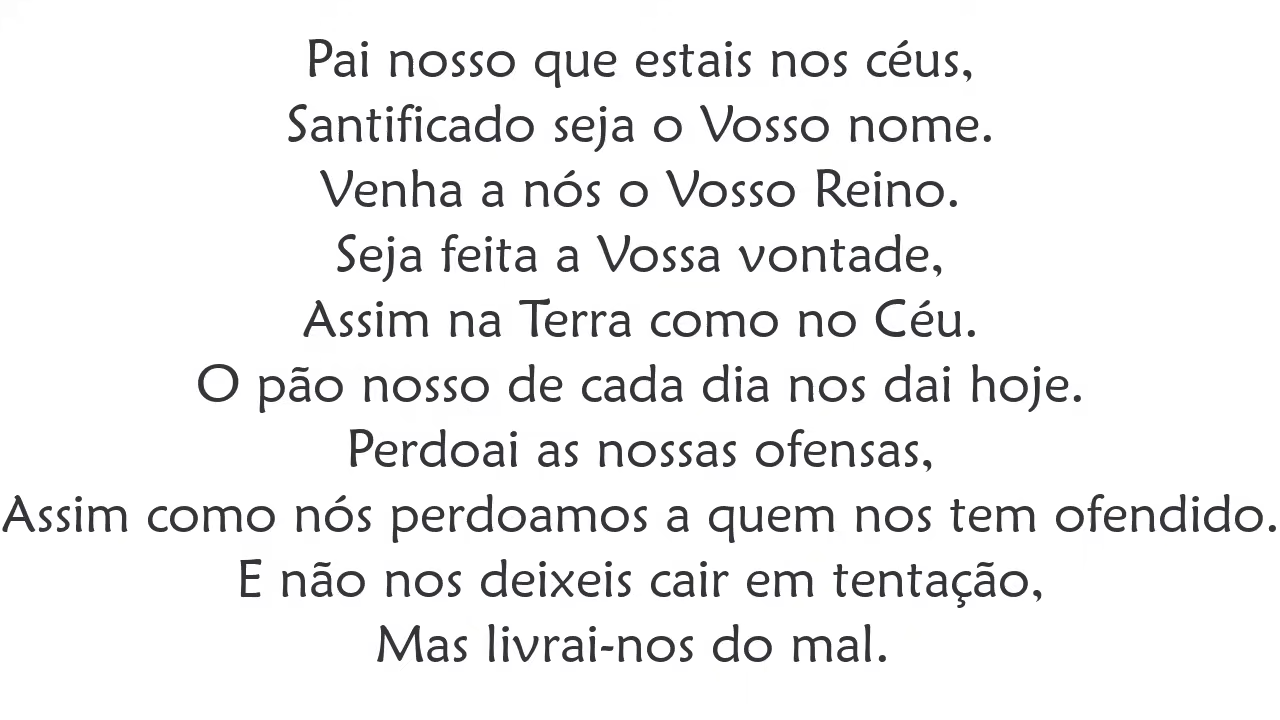 Pai nosso que estais nos céus,
Santificado seja o Vosso nome.
Venha a nós o Vosso Reino.
Seja feita a Vossa vontade,
Assim na Terra como no Céu.
O pão nosso de cada dia nos dai hoje.
Perdoai as nossas ofensas,
Assim como nós perdoamos a quem nos tem ofendido.
E não nos deixeis cair em tentação,
Mas livrai-nos do mal.